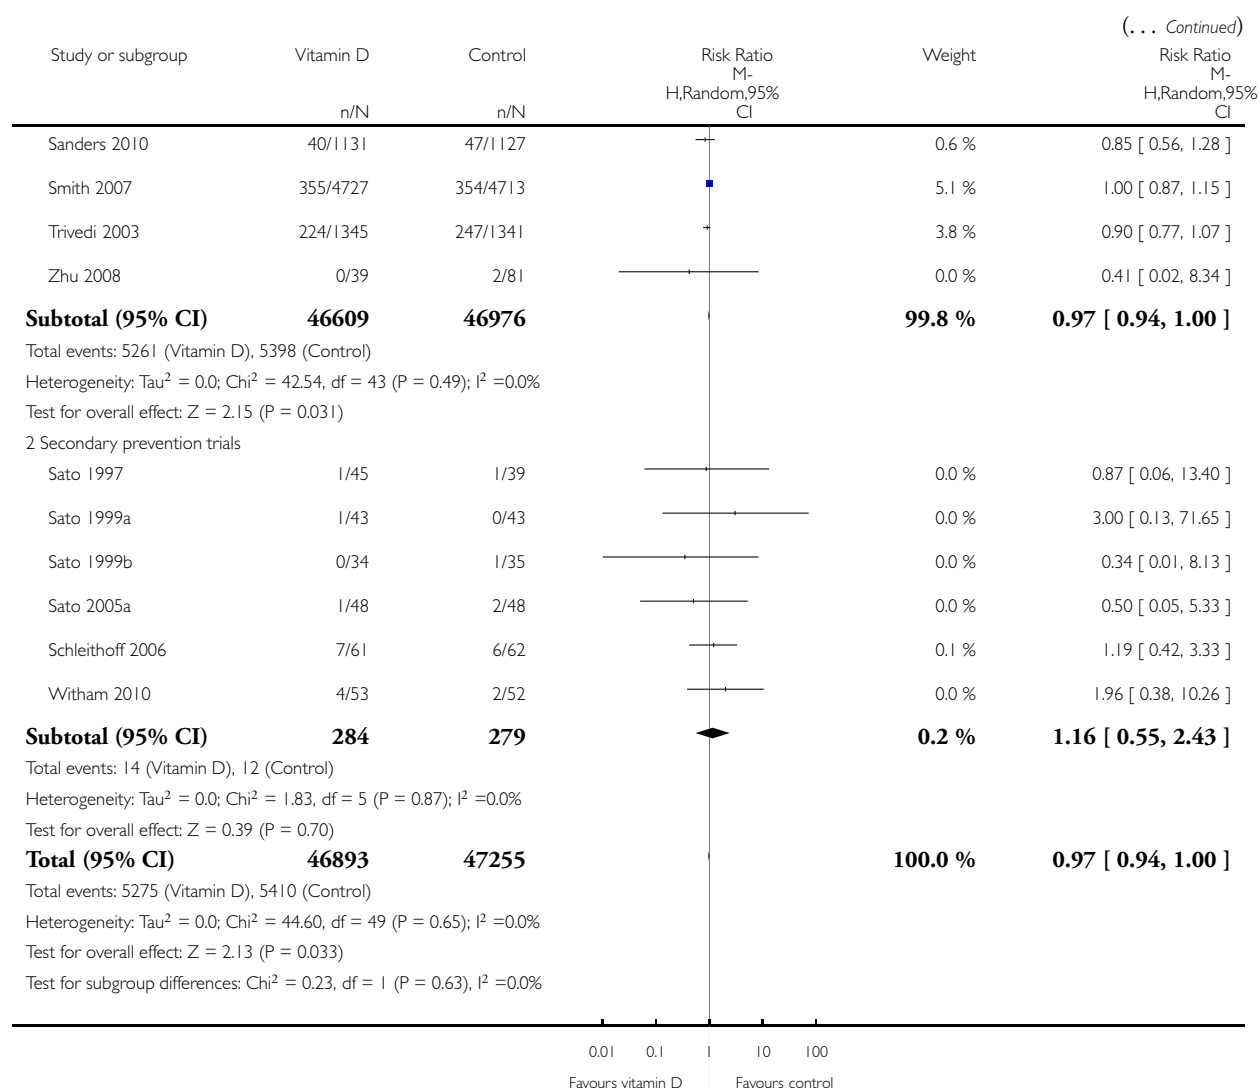 (. . . Continued)
Study or subgroup Vitamin D Control Risk Ratio Weight Risk Ratio
n/N n/N M-H,Random,95% CI M-H,Random,95% CI
Sanders 2010 40/1131 47/1127 0.6 % 0.85 [ 0.56, 1.28 ]
Smith 2007 355/4727 354/4713 5.1 % 1.00 [ 0.87, 1.15 ]
Trivedi 2003 224/1345 247/1341 3.8 % 0.90 [ 0.77, 1.07 ]
Zhu 2008 0/39 2/81 0.0 % 0.41 [ 0.02, 8.34 ]
Subtotal (95% CI) 46609 46976 99.8 % 0.97 [ 0.94, 1.00 ]
Total events: 5261 (Vitamin D), 5398 (Control)
Heterogeneity: Tau² = 0.0; Chi² = 42.54, df = 43 (P = 0.49); I² =0.0%
Test for overall effect: Z = 2.15 (P = 0.031)
2 Secondary prevention trials
Sato 1997 1/45 1/39 0.0 % 0.87 [ 0.06, 13.40 ]
Sato 1999a 1/43 0/43 0.0 % 3.00 [ 0.13, 71.65 ]
Sato 1999b 0/34 1/35 0.0 % 0.34 [ 0.01, 8.13 ]
Sato 2005a 1/48 2/48 0.0 % 0.50 [ 0.05, 5.33 ]
Schleithoff 2006 7/61 6/62 0.1 % 1.19 [ 0.42, 3.33 ]
Witham 2010 4/53 2/52 0.0 % 1.96 [ 0.38, 10.26 ]
Subtotal (95% CI) 284 279 0.2 % 1.16 [ 0.55, 2.43 ]
Total events: 14 (Vitamin D), 12 (Control)
Heterogeneity: Tau² = 0.0; Chi² = 1.83, df = 5 (P = 0.87); I² =0.0%
Test for overall effect: Z = 0.39 (P = 0.70)
Total (95% CI) 46893 47255 100.0 % 0.97 [ 0.94, 1.00 ]
Total events: 5275 (Vitamin D), 5410 (Control)
Heterogeneity: Tau² = 0.0; Chi² = 44.60, df = 49 (P = 0.65); I² =0.0%
Test for overall effect: Z = 2.13 (P = 0.033)
Test for subgroup differences: Chi² = 0.23, df = 1 (P = 0.63), I² =0.0%
0.01 0.1 1 10 100
Favours vitamin D Favours control